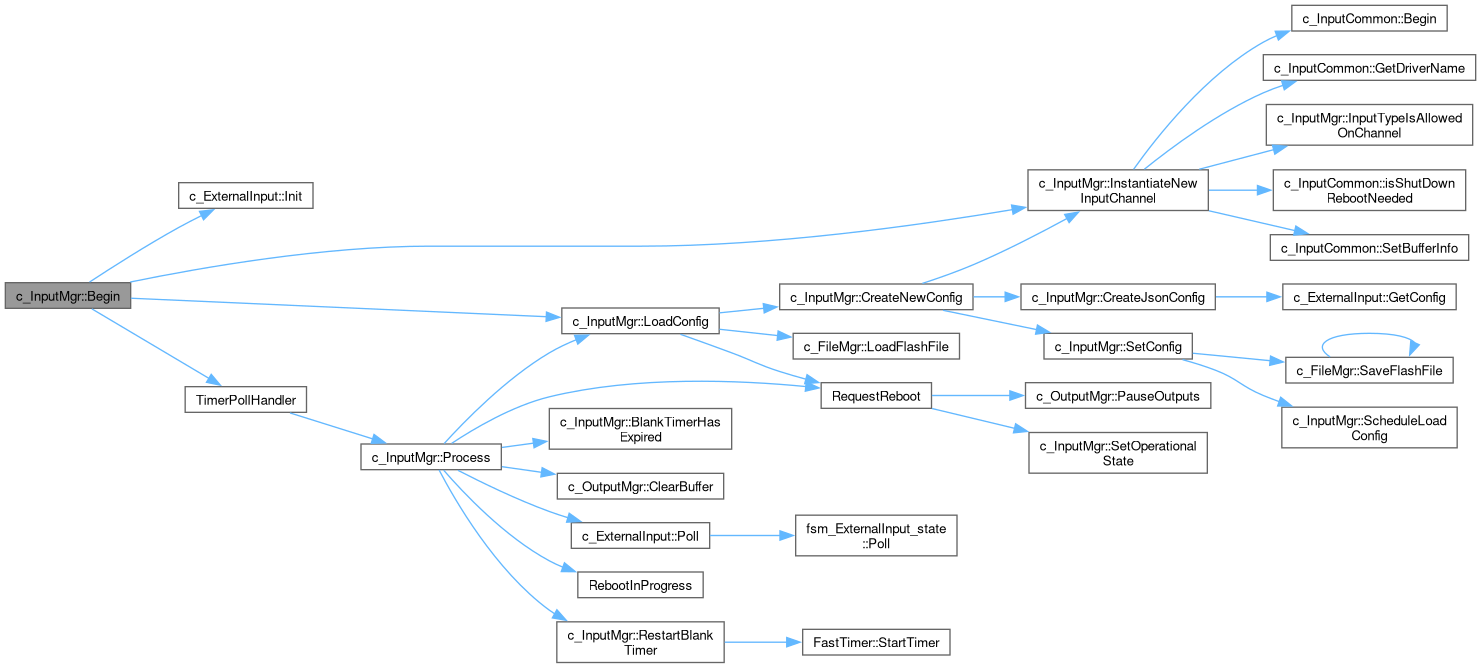 c_InputMgr::Begin
c_ExternalInput::Init
TimerPollHandler
c_InputMgr::Process
c_InputMgr::LoadConfig
c_InputMgr::BlankTimerHas
Expired
c_OutputMgr::ClearBuffer
c_ExternalInput::Poll
RebootInProgress
c_InputMgr::RestartBlank
Timer
c_InputMgr::CreateNewConfig
c_FileMgr::LoadFlashFile
RequestReboot
fsm_ExternalInput_state
::Poll
FastTimer::StartTimer
c_InputMgr::InstantiateNew
InputChannel
c_InputMgr::CreateJsonConfig
c_InputMgr::SetConfig
c_OutputMgr::PauseOutputs
c_InputMgr::SetOperational
State
c_InputCommon::Begin
c_InputCommon::GetDriverName
c_InputMgr::InputTypeIsAllowed
OnChannel
c_InputCommon::isShutDown
RebootNeeded
c_InputCommon::SetBufferInfo
c_ExternalInput::GetConfig
c_FileMgr::SaveFlashFile
c_InputMgr::ScheduleLoad
Config